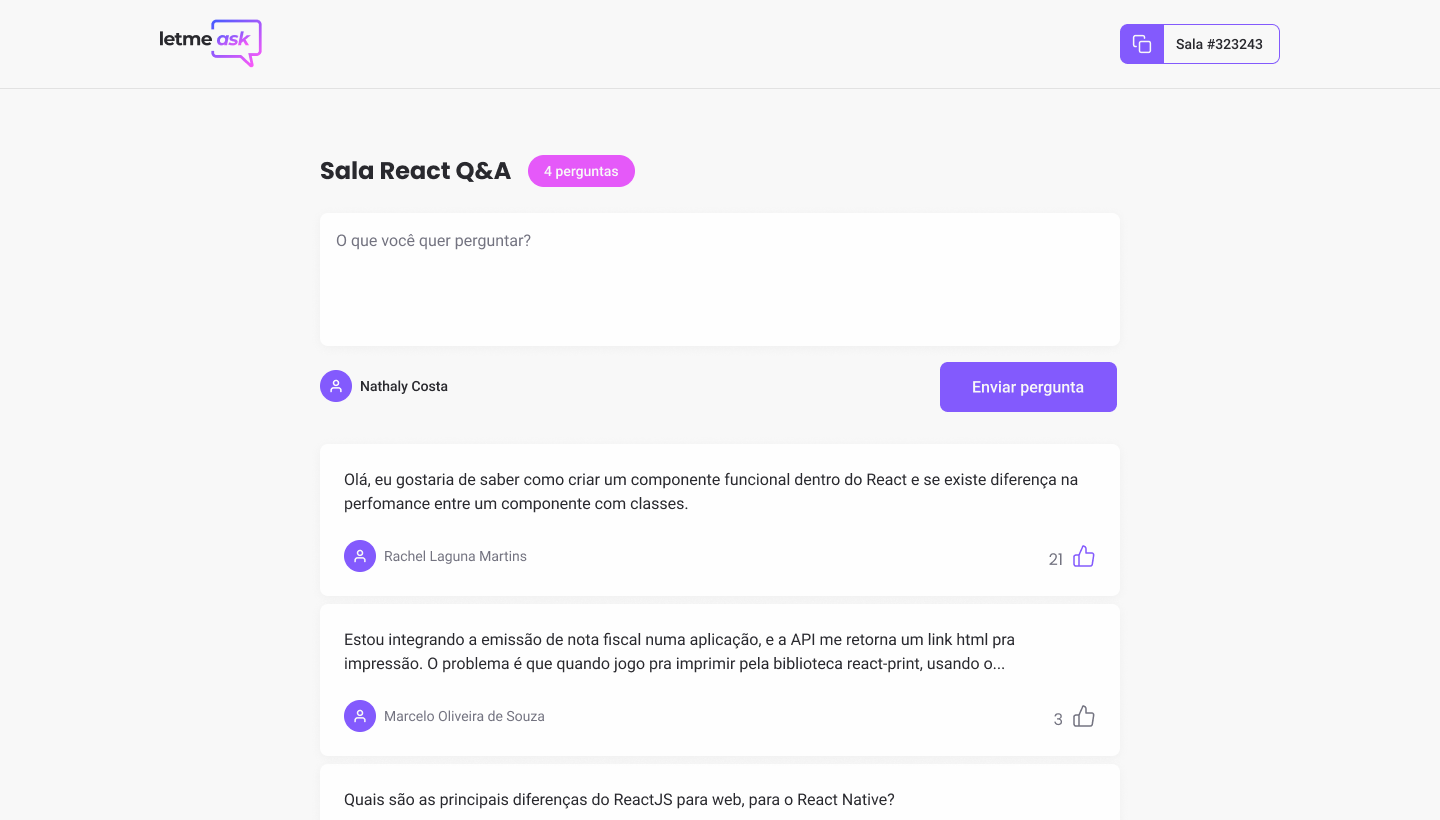 letme ask
Sala #323243
Sala React Q&A
4 perguntas
O que você quer perguntar?
Nathaly Costa
Enviar pergunta
Olá, eu gostaria de saber como criar um componente funcional dentro do React e se existe diferença na
perfomance entre um componente com classes.
Rachel Laguna Martins
21
Estou integrando a emissão de nota fiscal numa aplicação, e a API me retorna um link html pra
impressão. O problema é que quando jogo pra imprimir pela biblioteca react-print, usando o...
Marcelo Oliveira de Souza
3
Quais são as principais diferenças do ReactJS para web, para o React Native?